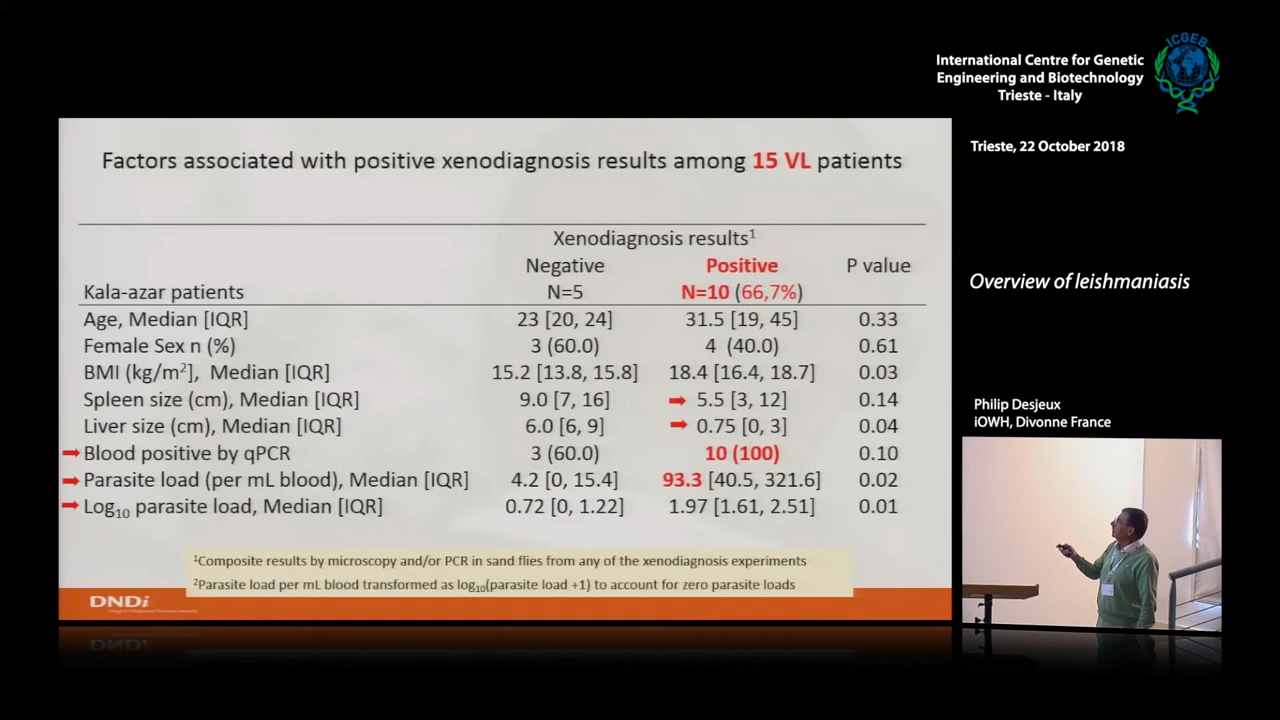 ICGEB
International Centre for Genetic
Engineering and Biotechnology
Trieste - Italy
Trieste, 22 October 2018
Factors associated with positive xenodiagnosis results among 15 VL patients
Xenodiagnosis results1
Negative Positive P value
Kala-azar patients N=5 N=10 (66,7%)
Age, Median [IQR] 23 [20, 24] 31.5 [19, 45] 0.33
Female Sex n (%) 3 (60.0) 4 (40.0) 0.61
BMI (kg/m2], Median [IQR] 15.2 [13.8, 15.8] 18.4 [16.4, 18.7] 0.03
Spleen size (cm), Median [IQR] 9.0 [7, 16] 5.5 [3, 12] 0.14
Liver size (cm), Median [IQR] 6.0 [6, 9] 0.75 [0, 3] 0.04
Blood positive by qPCR 3 (60.0) 10 (100) 0.10
Parasite load (per mL blood), Median [IQR] 4.2 [0, 15.4] 93.3 [40.5, 321.6] 0.02
Log10 parasite load, Median [IQR] 0.72 [0, 1.22] 1.97 [1.61, 2.51] 0.01
1Composite results by microscopy and/or PCR in sand flies from any of the xenodiagnosis experiments
2Parasite load per mL blood transformed as log10(parasite load +1) to account for zero parasite loads
DNDi
Overview of leishmaniasis
Philip Desjeux
iOWH, Divonne France